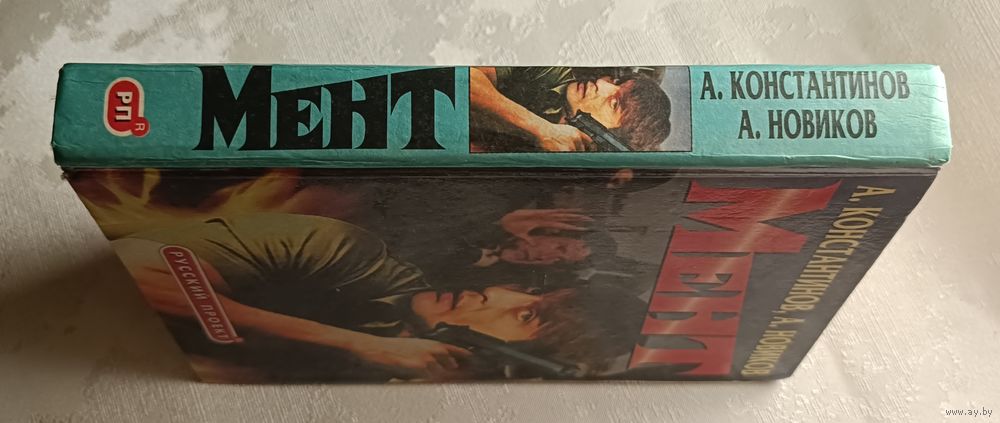 РП
R
МЕНТ
А. КОНСТАНТИНОВ
А. НОВИКОВ
А. КОНСТАНТИНОВ, А. НОВИКОВ
МЕНТ
РУССКИЙ ПРОЕКТ
www.ay.by